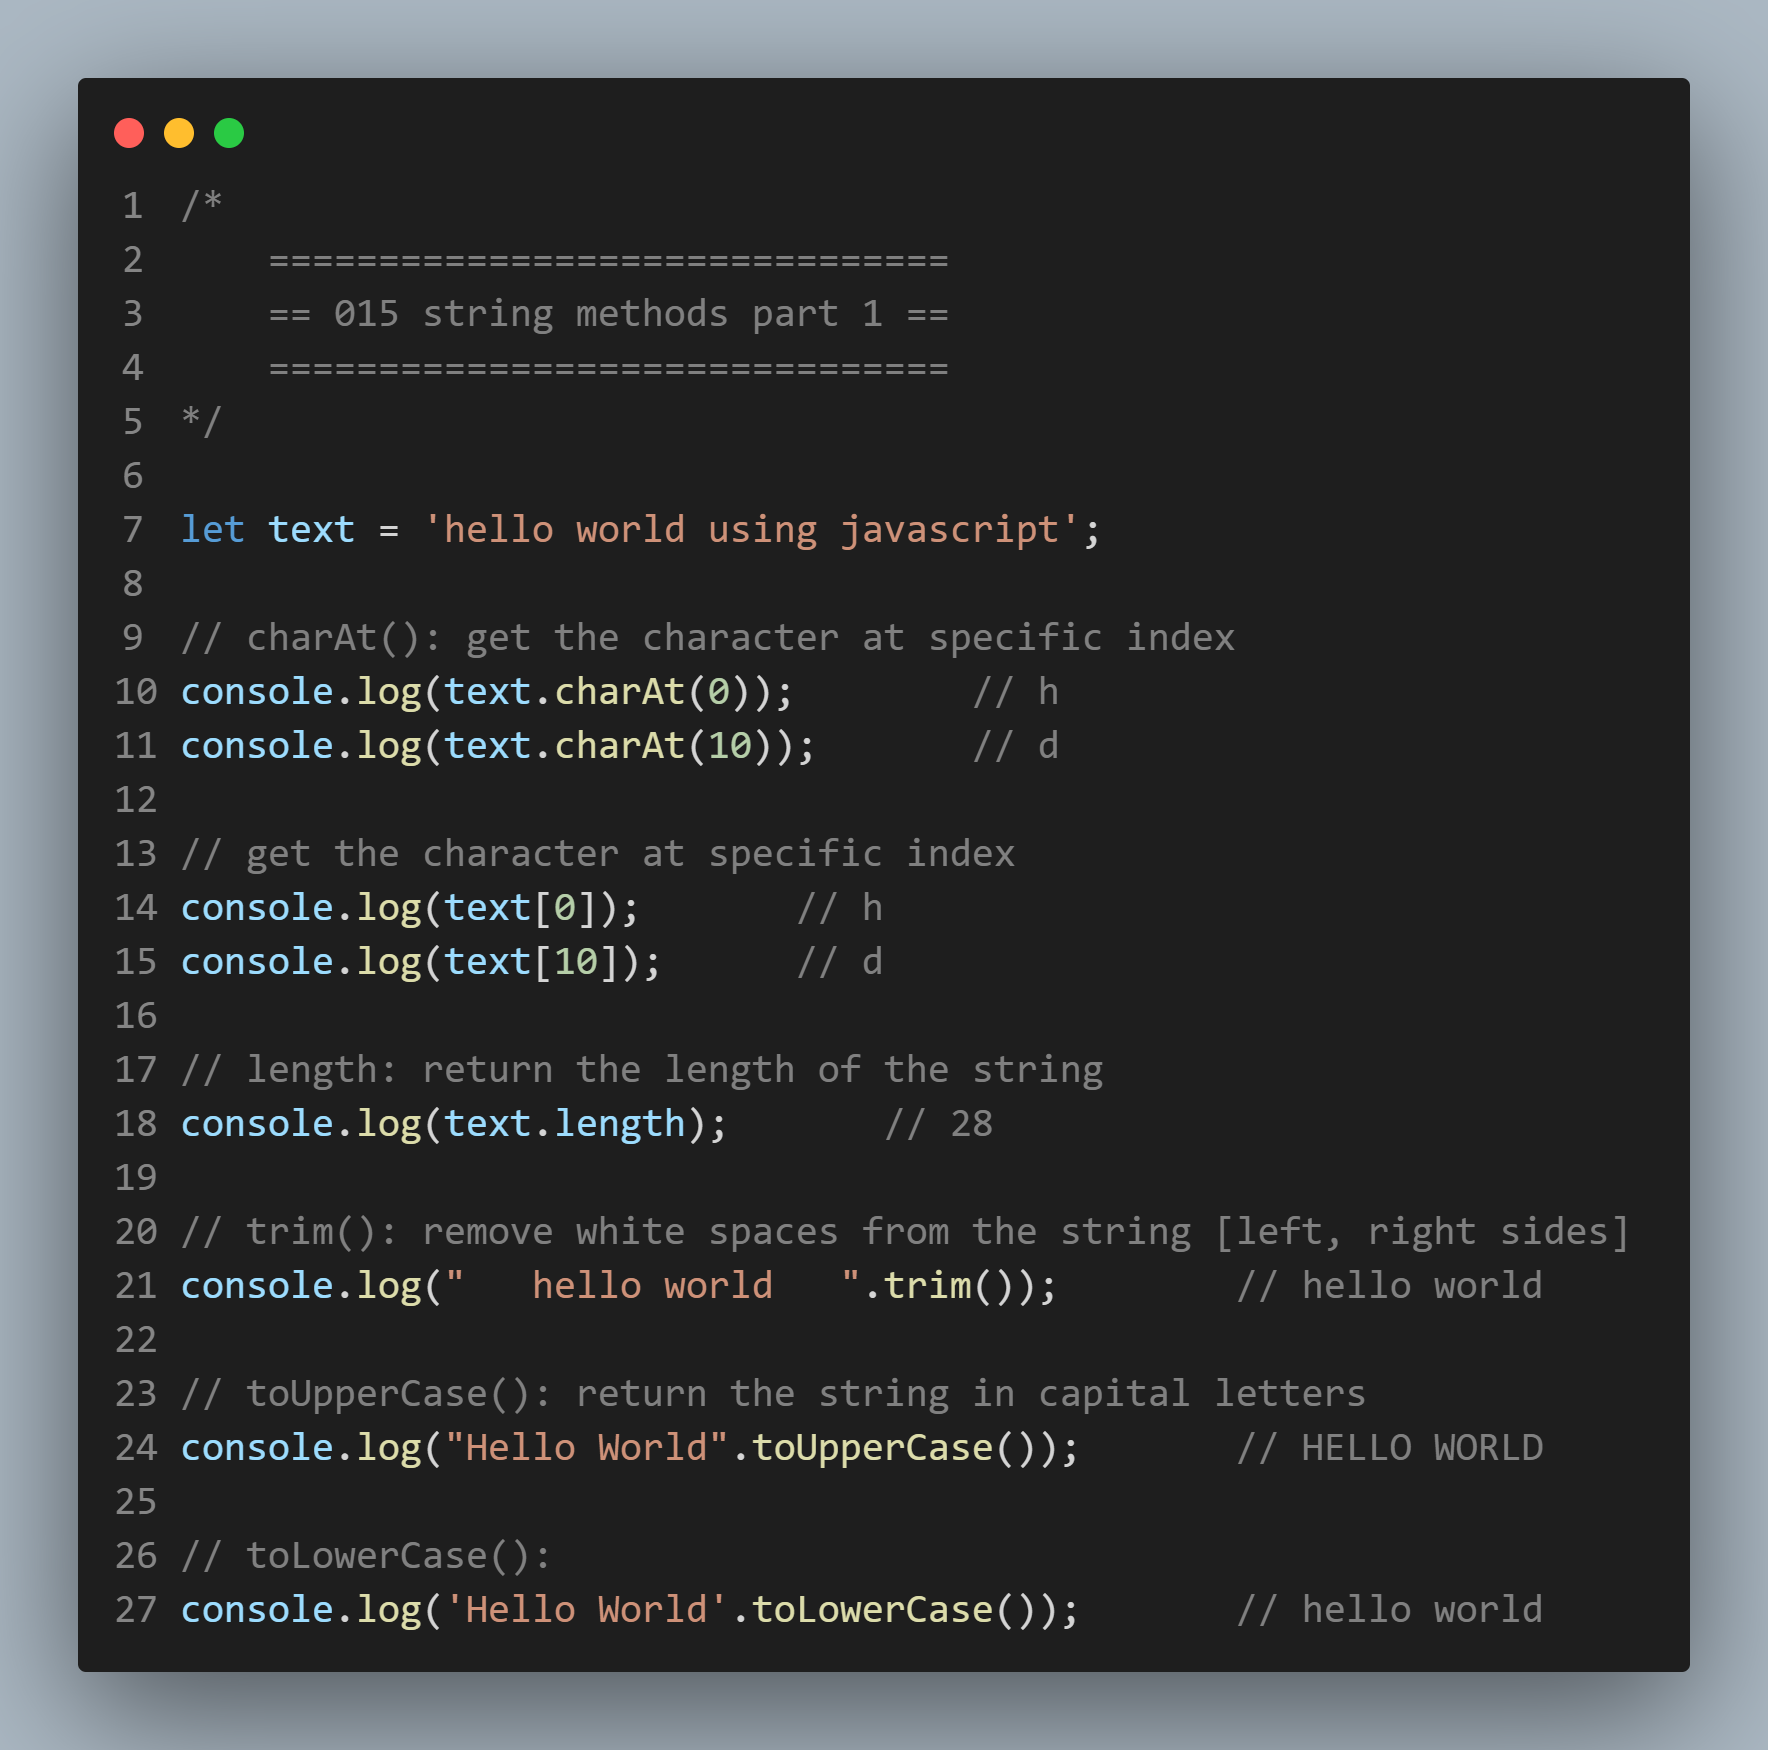 1 /*
2     ===============================
3     == 015 string methods part 1 ==
4     ===============================
5 */
6
7 let text = 'hello world using javascript';
8
9 // charAt(): get the character at specific index
10 console.log(text.charAt(0));        // h
11 console.log(text.charAt(10));       // d
12
13 // get the character at specific index
14 console.log(text[0]);       // h
15 console.log(text[10]);      // d
16
17 // length: return the length of the string
18 console.log(text.length);       // 28
19
20 // trim(): remove white spaces from the string [left, right sides]
21 console.log("   hello world   ".trim());        // hello world
22
23 // toUpperCase(): return the string in capital letters
24 console.log("Hello World".toUpperCase());       // HELLO WORLD
25
26 // toLowerCase():
27 console.log('Hello World'.toLowerCase());       // hello world